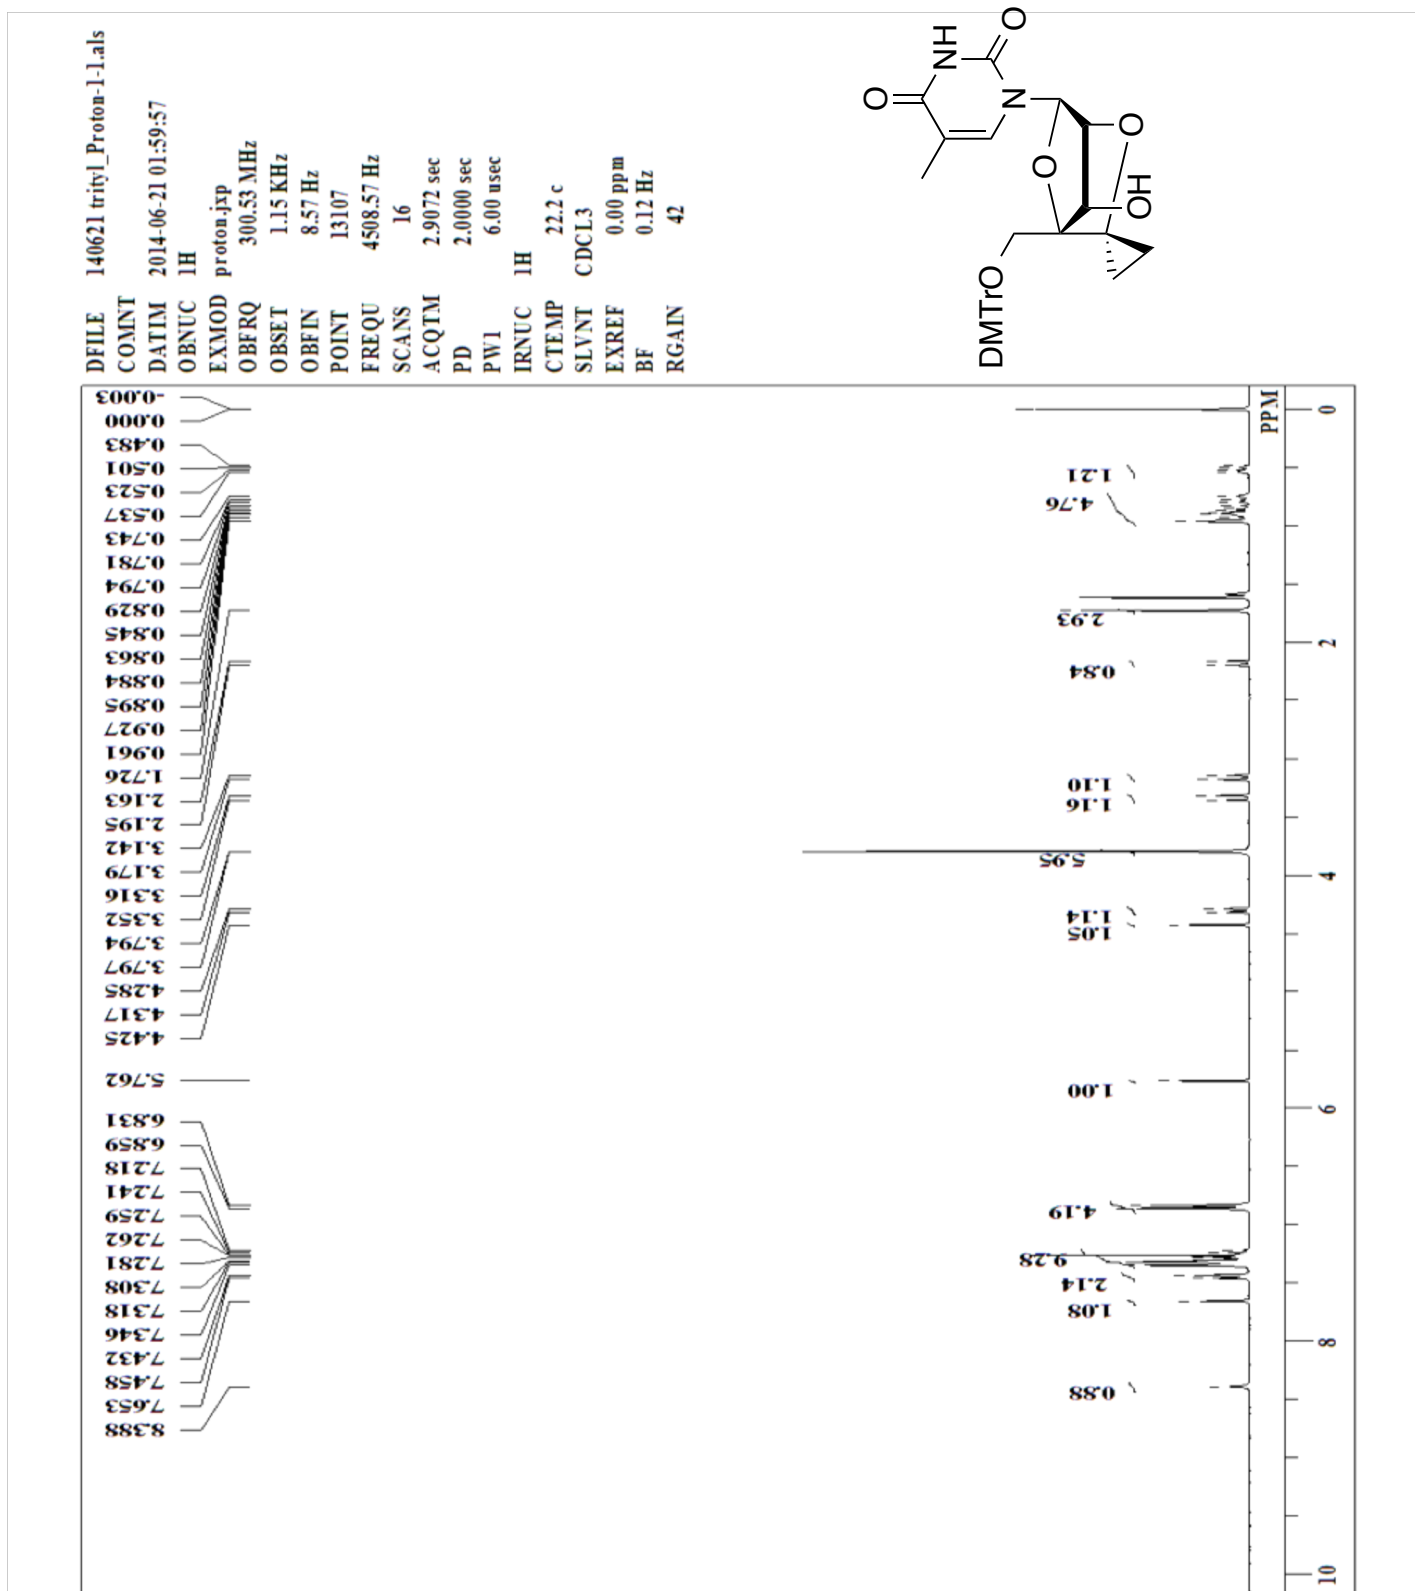 DFILE 140621 trityl_Proton-1-1.als
COMNT
DATIM 2014-06-21 01:59:57
OBNUC 1H
EXMOD proton.jxp
OBFRQ 300.53 MHz
OBSET 1.15 KHz
OBFIN 8.57 Hz
POINT 13107
FREQU 4508.57 Hz
SCANS 16
ACQTM 2.9072 sec
PD 2.0000 sec
PW1 6.00 usec
IRNUC 1H
CTEMP 22.2 c
SLVNT CDCL3
EXREF 0.00 ppm
BF 0.12 Hz
RGAIN 42
O
NH
O
N
O
O
OH
DMTrO
-0.003
0.000
0.483
0.501
0.523
0.537
0.743
0.781
0.794
0.829
0.845
0.863
0.884
0.895
0.927
0.961
1.726
2.163
2.195
3.142
3.179
3.316
3.352
3.794
3.797
4.285
4.317
4.425
5.762
6.831
6.859
7.218
7.241
7.259
7.262
7.281
7.308
7.318
7.346
7.432
7.458
7.653
8.388
1.21
4.76
2.93
0.84
1.10
1.16
5.95
1.14
1.05
1.00
4.19
9.28
2.14
1.08
0.88
PPM
0
2
4
6
8
10